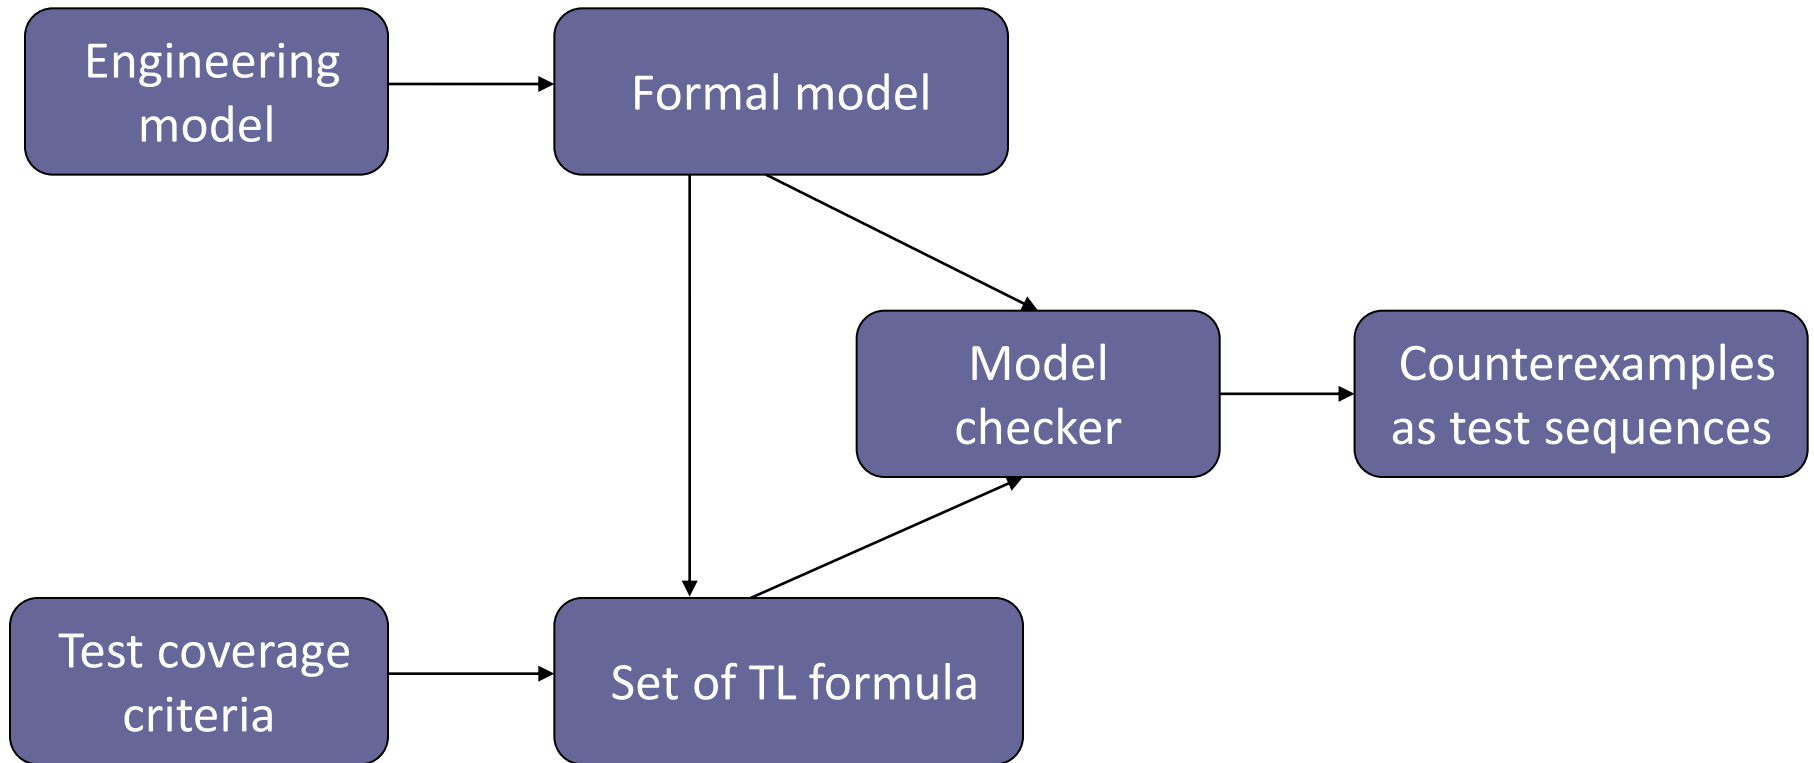 Engineering
model
Formal model
Model
checker
Counterexamples
as test sequences
Test coverage
criteria
Set of TL formula